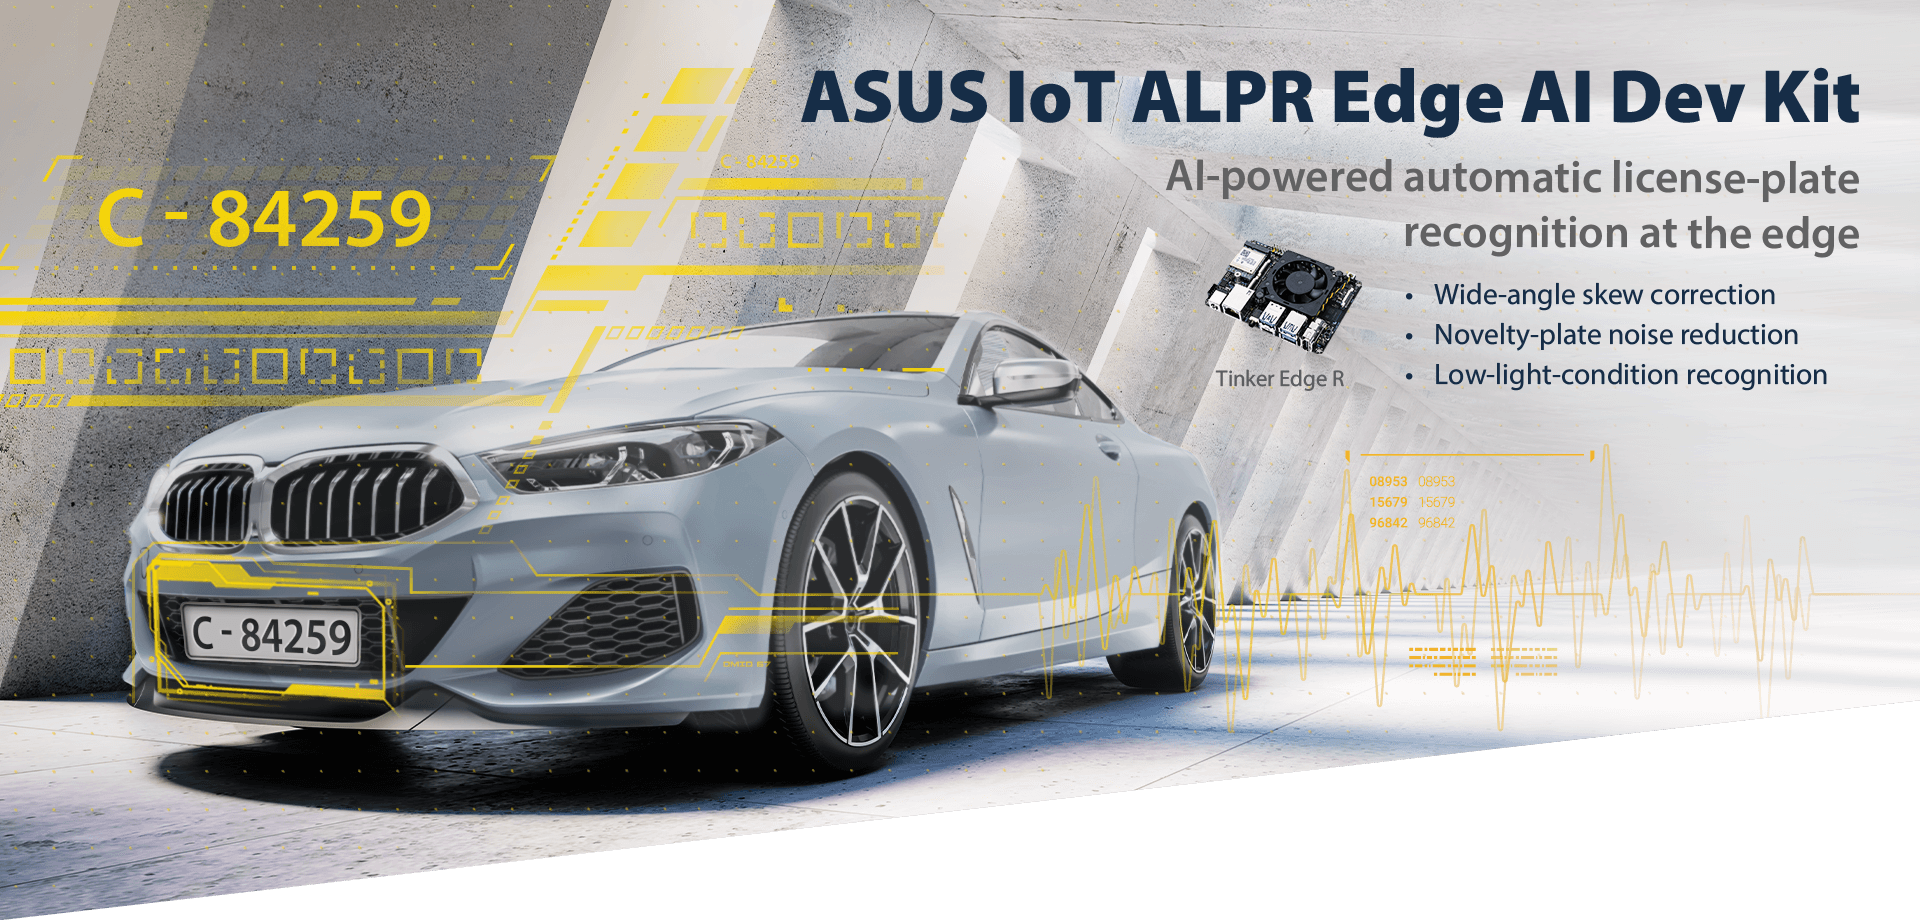 ASUS IoT ALPR Edge AI Dev Kit
AI-powered automatic license-plate
recognition at the edge
• Wide-angle skew correction
• Novelty-plate noise reduction
• Low-light-condition recognition
Tinker Edge R
C - 84259
C - 84259
08953 08953
15679 15679
96842 96842
C - 84259